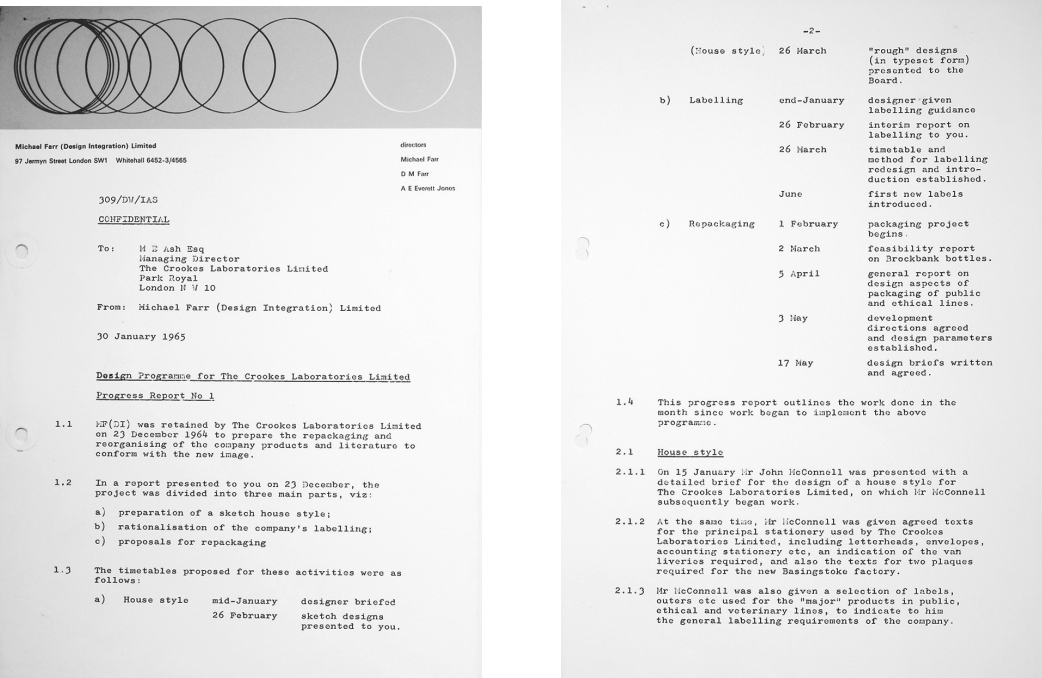 Michael Farr (Design Integration) Limited
97 Jermyn Street London SW1 Whitehall 6452-3/4565
directors
Michael Farr
D M Farr
A E Everett Jones
309/DW/IAS
CONFIDENTIAL
To: M E Ash Esq
Managing Director
The Crookes Laboratories Limited
Park Royal
London N W 10
From: Michael Farr (Design Integration) Limited
30 January 1965
Design Programme for The Crookes Laboratories Limited
Progress Report No 1
1.1 MF(DI) was retained by The Crookes Laboratories Limited
on 23 December 1964 to prepare the repackaging and
reorganising of the company products and literature to
conform with the new image.
1.2 In a report presented to you on 23 December, the
project was divided into three main parts, viz:
a) preparation of a sketch house style;
b) rationalisation of the company's labelling;
c) proposals for repackaging
1.3 The timetables proposed for these activities were as
follows:
a) House style mid-January designer briefed
26 February sketch designs
presented to you.
-2-
(House style) 26 March "rough" designs
(in typeset form)
presented to the
Board.
b) Labelling end-January designer given
labelling guidance
26 February interim report on
labelling to you.
26 March timetable and
method for labelling
redesign and intro-
duction established.
June first new labels
introduced.
c) Repackaging 1 February packaging project
begins.
2 March feasibility report
on Brockbank bottles.
5 April general report on
design aspects of
packaging of public
and ethical lines.
3 May development
directions agreed
and design parameters
established.
17 May design briefs written
and agreed.
1.4 This progress report outlines the work done in the
month since work began to implement the above
programme.
2.1 House style
2.1.1 On 15 January Mr John McConnell was presented with a
detailed brief for the design of a house style for
The Crookes Laboratories Limited, on which Mr McConnell
subsequently began work.
2.1.2 At the same time, Mr McConnell was given agreed texts
for the principal stationery used by The Crookes
Laboratories Limited, including letterheads, envelopes,
accounting stationery etc, an indication of the van
liveries required, and also the texts for two plaques
required for the new Basingstoke factory.
2.1.3 Mr McConnell was also given a selection of labels,
outers etc used for the "major" products in public,
ethical and veterinary lines, to indicate to him
the general labelling requirements of the company.